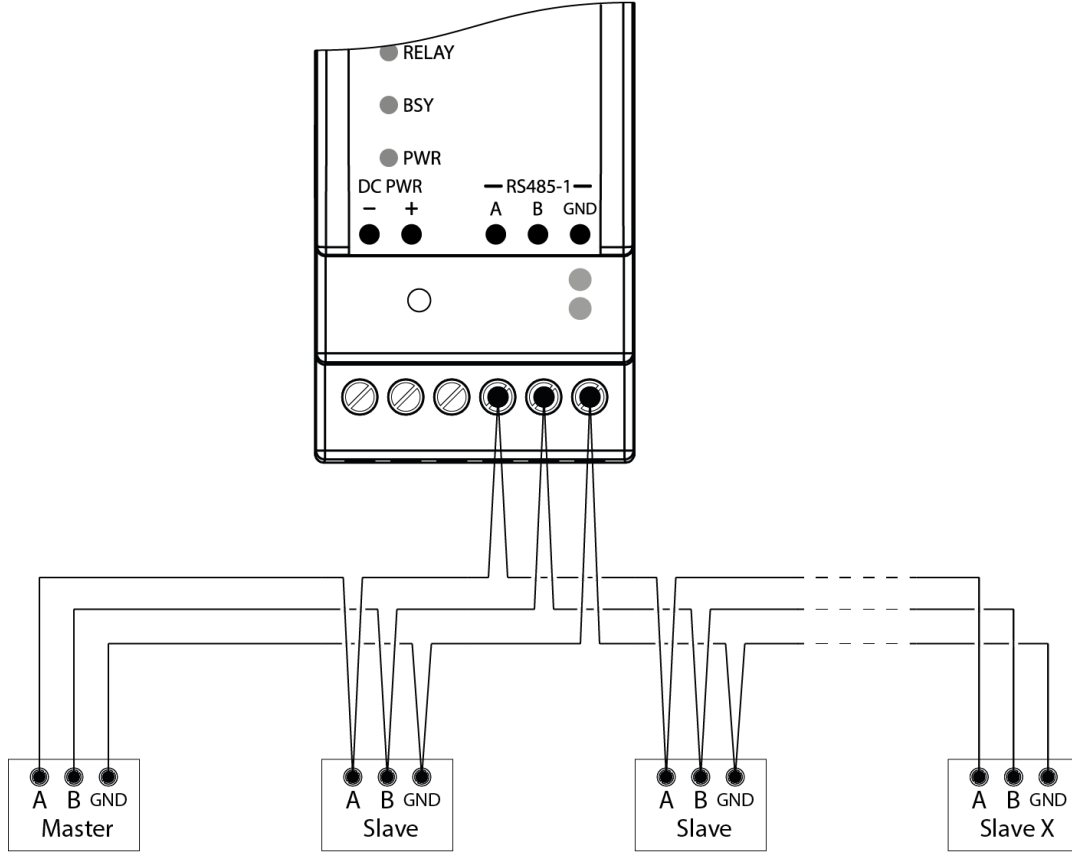 RELAY
BSY
PWR
DC PWR
RS485-1
− +
A B GND
A B GND
Master
A B GND
Slave
A B GND
Slave
A B GND
Slave X